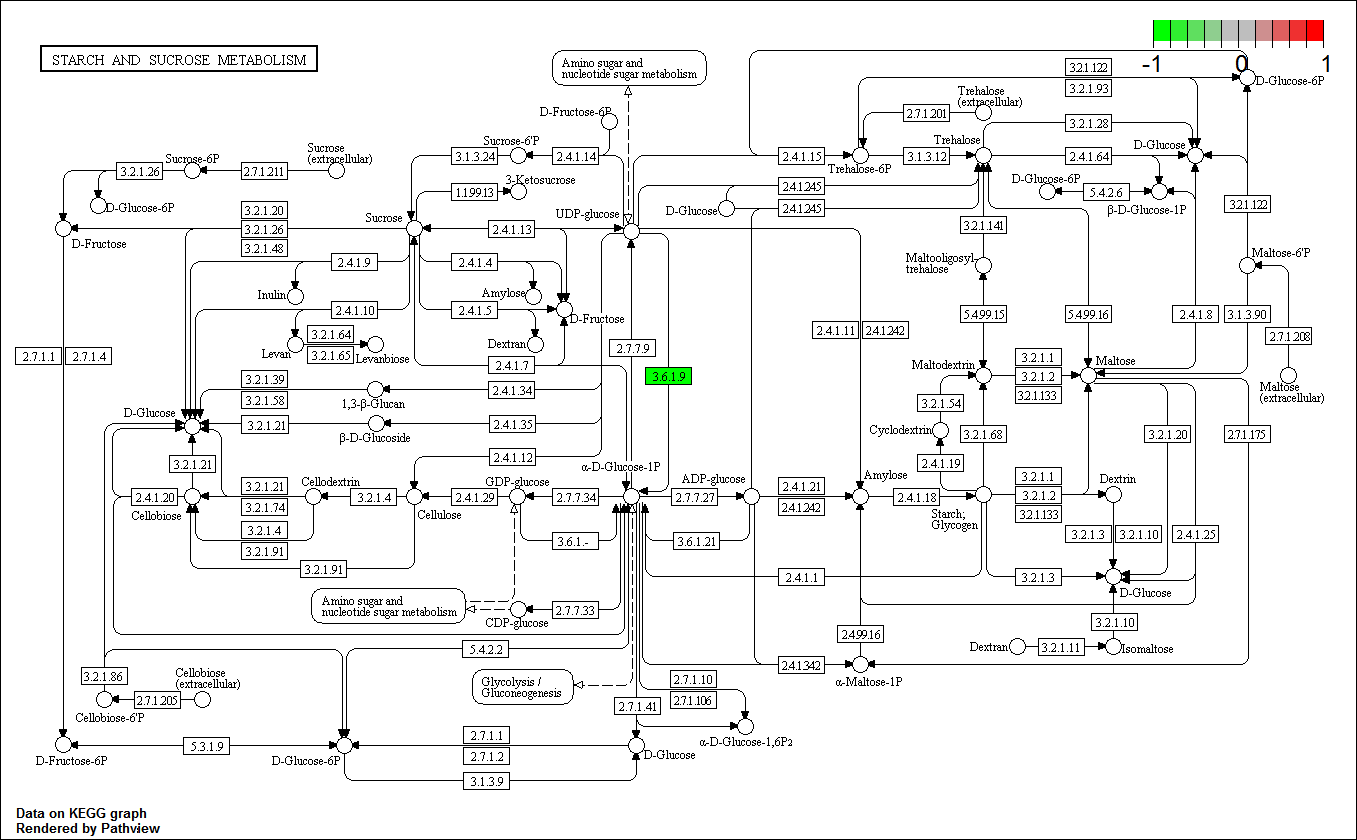 STARCH AND SUCROSE METABOLISM
-1 0 1
Amino sugar and
nucleotide sugar metabolism
D-Fructose-6P
Sucrose-6'P
3.1.3.24
2.4.1.14
Sucrose
(extracellular)
Sucrose-6P
3.2.1.26
2.7.1.211
D-Glucose-6P
1.1.99.13
3-Ketosucrose
3.2.1.20
3.2.1.26
3.2.1.48
D-Fructose
Sucrose
2.4.1.13
UDP-glucose
2.4.1.9
Inulin
2.4.1.4
Amylose
2.4.1.10
3.2.1.64
3.2.1.65
Levan
Levanbiose
2.4.1.5
Dextran
D-Fructose
2.4.1.7
2.7.1.1
2.7.1.4
2.7.7.9
3.6.1.9
3.2.1.39
3.2.1.58
1,3-β-Glucan
2.4.1.34
D-Glucose
3.2.1.21
β-D-Glucoside
2.4.1.35
3.2.1.21
2.4.1.12
2.4.1.20
Cellobiose
3.2.1.21
3.2.1.74
3.2.1.4
3.2.1.91
Cellodextrin
3.2.1.4
Cellulose
2.4.1.29
GDP-glucose
2.7.7.34
α-D-Glucose-1P
2.7.7.27
ADP-glucose
3.2.1.91
3.6.1.-
3.6.1.21
Amino sugar and
nucleotide sugar metabolism
CDP-glucose
2.7.7.33
5.4.2.2
Glycolysis /
Gluconeogenesis
3.2.1.86
Cellobiose
(extracellular)
2.7.1.205
Cellobiose-6'P
2.7.1.10
2.7.1.106
2.7.1.41
α-D-Glucose-1,6P2
D-Fructose-6P
5.3.1.9
D-Glucose-6P
2.7.1.1
2.7.1.2
3.1.3.9
D-Glucose
3.2.1.122
3.2.1.93
D-Glucose-6P
2.7.1.201
Trehalose
(extracellular)
3.2.1.28
2.4.1.15
Trehalose-6P
3.1.3.12
Trehalose
2.4.1.64
D-Glucose
2.4.1.245
2.4.1.245
D-Glucose
D-Glucose-6P
5.4.2.6
β-D-Glucose-1P
3.2.1.122
3.2.1.141
Maltooligosyl-
trehalose
Maltose-6'P
5.4.99.15
5.4.99.16
2.4.1.8
3.1.3.90
2.7.1.208
2.4.1.11
2.4.1.242
Maltodextrin
3.2.1.1
3.2.1.2
3.2.1.133
Maltose
Maltose
(extracellular)
3.2.1.54
Cyclodextrin
3.2.1.68
2.4.1.19
3.2.1.20
2.7.1.175
2.4.1.21
2.4.1.242
Amylose
2.4.1.18
Starch;
Glycogen
3.2.1.1
3.2.1.2
3.2.1.133
Dextrin
3.2.1.3
3.2.1.10
2.4.1.25
2.4.1.1
3.2.1.3
D-Glucose
3.2.1.10
2.4.99.16
Dextran
3.2.1.11
Isomaltose
2.4.1.342
α-Maltose-1P
Data on KEGG graph
Rendered by Pathview